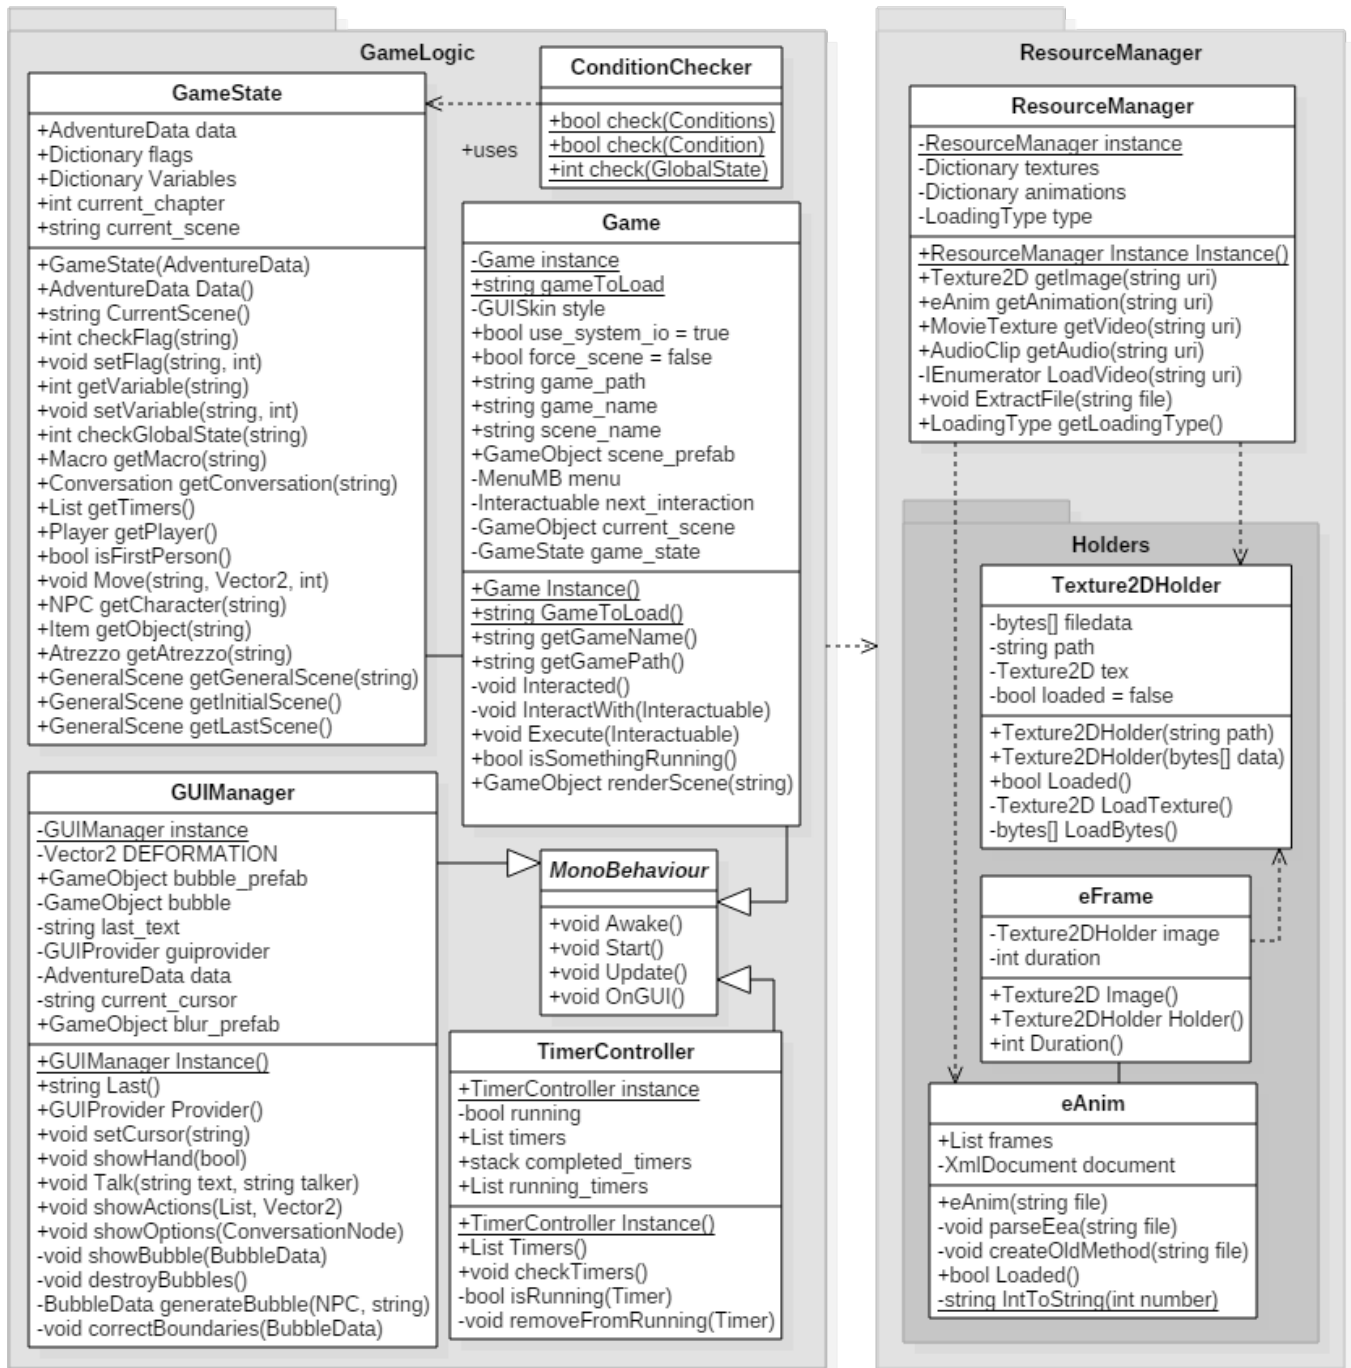 GameLogic
GameState
+AdventureData data
+Dictionary flags
+Dictionary Variables
+int current_chapter
+string current_scene
+GameState(AdventureData)
+AdventureData Data()
+string CurrentScene()
+int checkFlag(string)
+void setFlag(string, int)
+int getVariable(string)
+void setVariable(string, int)
+int checkGlobalState(string)
+Macro getMacro(string)
+Conversation getConversation(string)
+List getTimers()
+Player getPlayer()
+bool isFirstPerson()
+void Move(string, Vector2, int)
+NPC getCharacter(string)
+Item getObject(string)
+Atrezzo getAtrezzo(string)
+GeneralScene getGeneralScene(string)
+GeneralScene getInitialScene()
+GeneralScene getLastScene()
+uses
ConditionChecker
+bool check(Conditions)
+bool check(Condition)
+int check(GlobalState)
Game
-Game instance
+string gameToLoad
-GUISkin style
+bool use_system_io = true
+bool force_scene = false
+string game_path
+string game_name
+string scene_name
+GameObject scene_prefab
-MenuMB menu
-Interactuable next_interaction
-GameObject current_scene
-GameState game_state
+Game Instance()
+string GameToLoad()
+string getGameName()
+string getGamePath()
-void Interacted()
-void InteractWith(Interactuable)
+void Execute(Interactuable)
+bool isSomethingRunning()
+GameObject renderScene(string)
GUIManager
-GUIManager instance
-Vector2 DEFORMATION
+GameObject bubble_prefab
-GameObject bubble
-string last_text
-GUIProvider guiprovider
-AdventureData data
-string current_cursor
+GameObject blur_prefab
+GUIManager Instance()
+string Last()
+GUIProvider Provider()
+void setCursor(string)
+void showHand(bool)
+void Talk(string text, string talker)
+void showActions(List, Vector2)
+void showOptions(ConversationNode)
-void showBubble(BubbleData)
-void destroyBubbles()
-BubbleData generateBubble(NPC, string)
-void correctBoundaries(BubbleData)
MonoBehaviour
+void Awake()
+void Start()
+void Update()
+void OnGUI()
TimerController
+TimerController instance
-bool running
+List timers
+stack completed_timers
+List running_timers
+TimerController Instance()
+List Timers()
+void checkTimers()
-bool isRunning(Timer)
-void removeFromRunning(Timer)
ResourceManager
ResourceManager
-ResourceManager instance
-Dictionary textures
-Dictionary animations
-LoadingType type
+ResourceManager Instance Instance()
+Texture2D getImage(string uri)
+eAnim getAnimation(string uri)
+MovieTexture getVideo(string uri)
+AudioClip getAudio(string uri)
-IEnumerator LoadVideo(string uri)
+void ExtractFile(string file)
+LoadingType getLoadingType()
Holders
Texture2DHolder
-bytes[] filedata
-string path
-Texture2D tex
-bool loaded = false
+Texture2DHolder(string path)
+Texture2DHolder(bytes[] data)
+bool Loaded()
-Texture2D LoadTexture()
-bytes[] LoadBytes()
eFrame
-Texture2DHolder image
-int duration
+Texture2D Image()
+Texture2DHolder Holder()
+int Duration()
eAnim
+List frames
-XmlDocument document
+eAnim(string file)
-void parseEea(string file)
-void createOldMethod(string file)
+bool Loaded()
-string IntToString(int number)